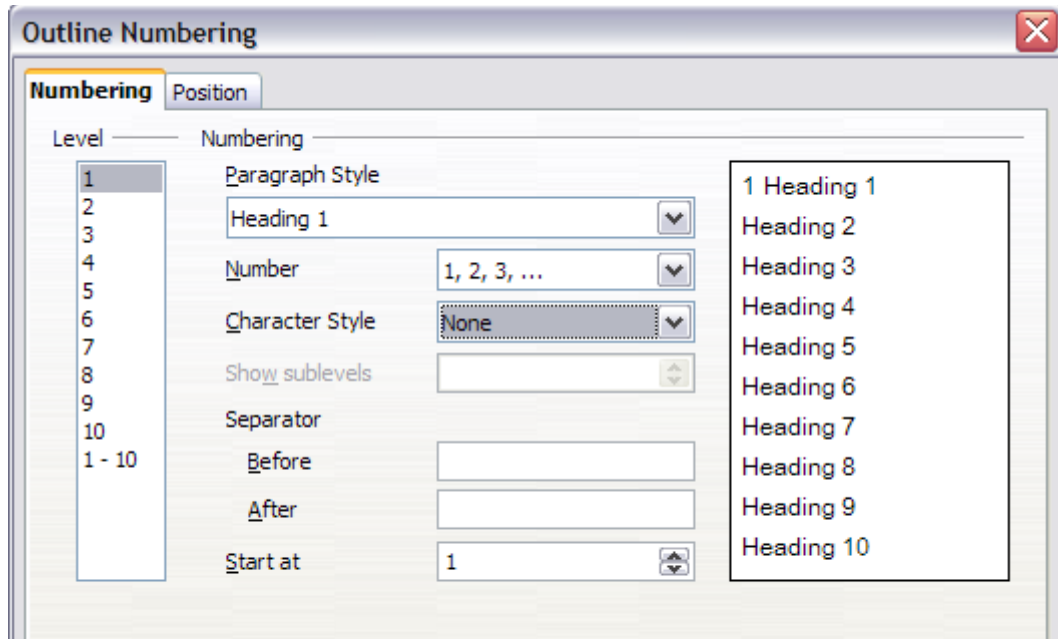 Outline Numbering
Numbering
Position
Level
1
2
3
4
5
6
7
8
9
10
1 - 10
Numbering
Paragraph Style
Heading 1
Number
1, 2, 3, ...
Character Style
None
Show sublevels
Separator
Before
After
Start at
1
1 Heading 1
Heading 2
Heading 3
Heading 4
Heading 5
Heading 6
Heading 7
Heading 8
Heading 9
Heading 10